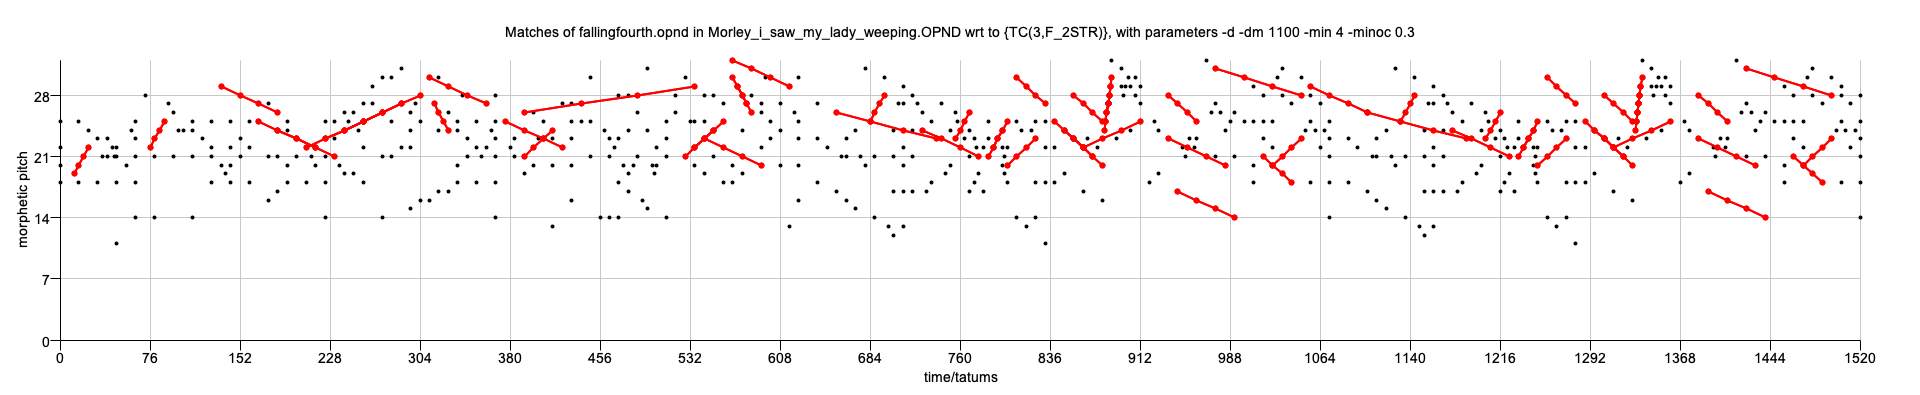 Matches of fallingfourth.opnd in Morley_i_saw_my_lady_weeping.OPND wrt to {TC(3,F_2STR)}, with parameters -d -dm 1100 -min 4 -minoc 0.3
morphetic pitch
28
21
14
7
0
0 76 152 228 304 380 456 532 608 684 760 836 912 988 1064 1140 1216 1292 1368 1444 1520
time/tatums